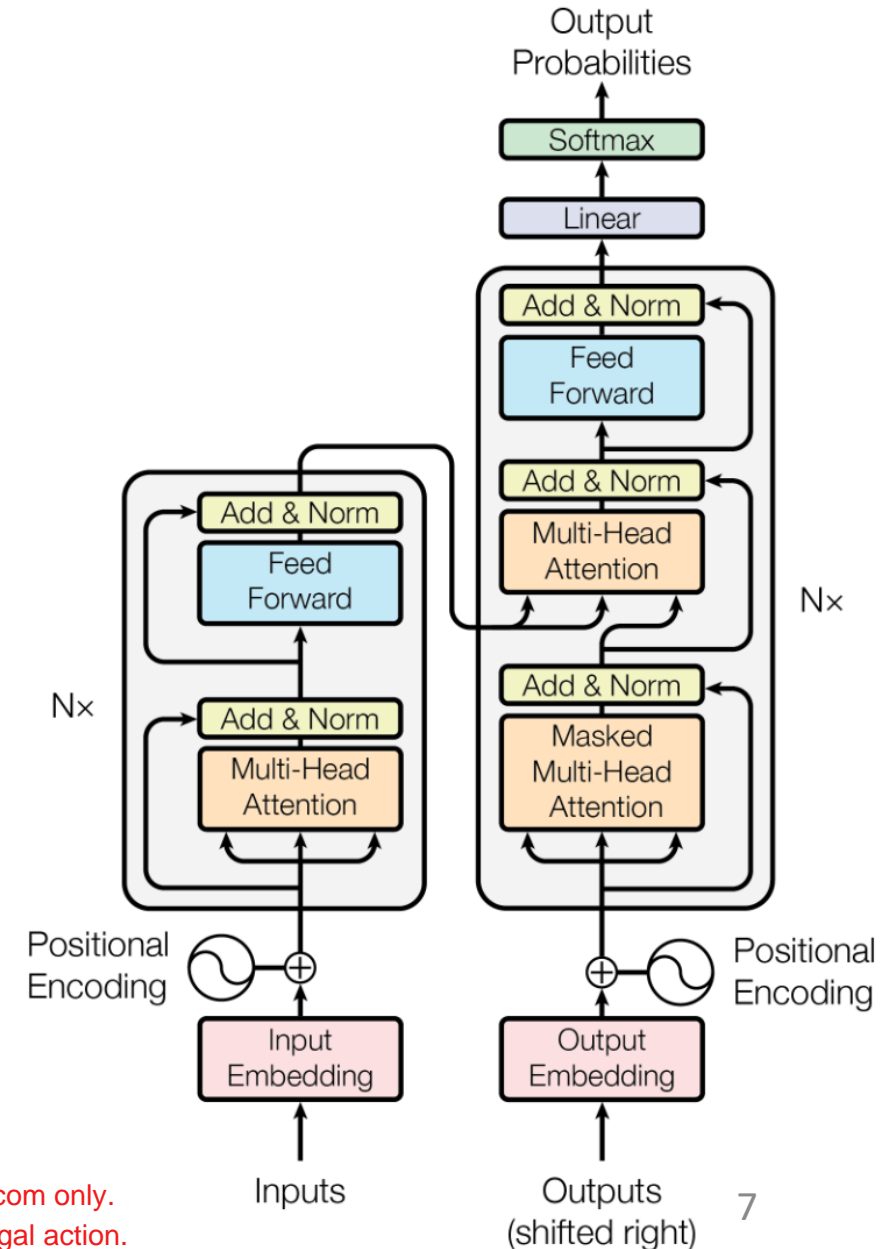 Output
Probabilities
Softmax
Linear
Add & Norm
Feed
Forward
Add & Norm
Multi-Head
Attention
Nx
Add & Norm
Masked
Multi-Head
Attention
Add & Norm
Feed
Forward
Nx
Add & Norm
Multi-Head
Attention
Positional
Encoding
Positional
Encoding
Input
Embedding
Output
Embedding
Inputs
Outputs
(shifted right)
7
com only.
gal action.